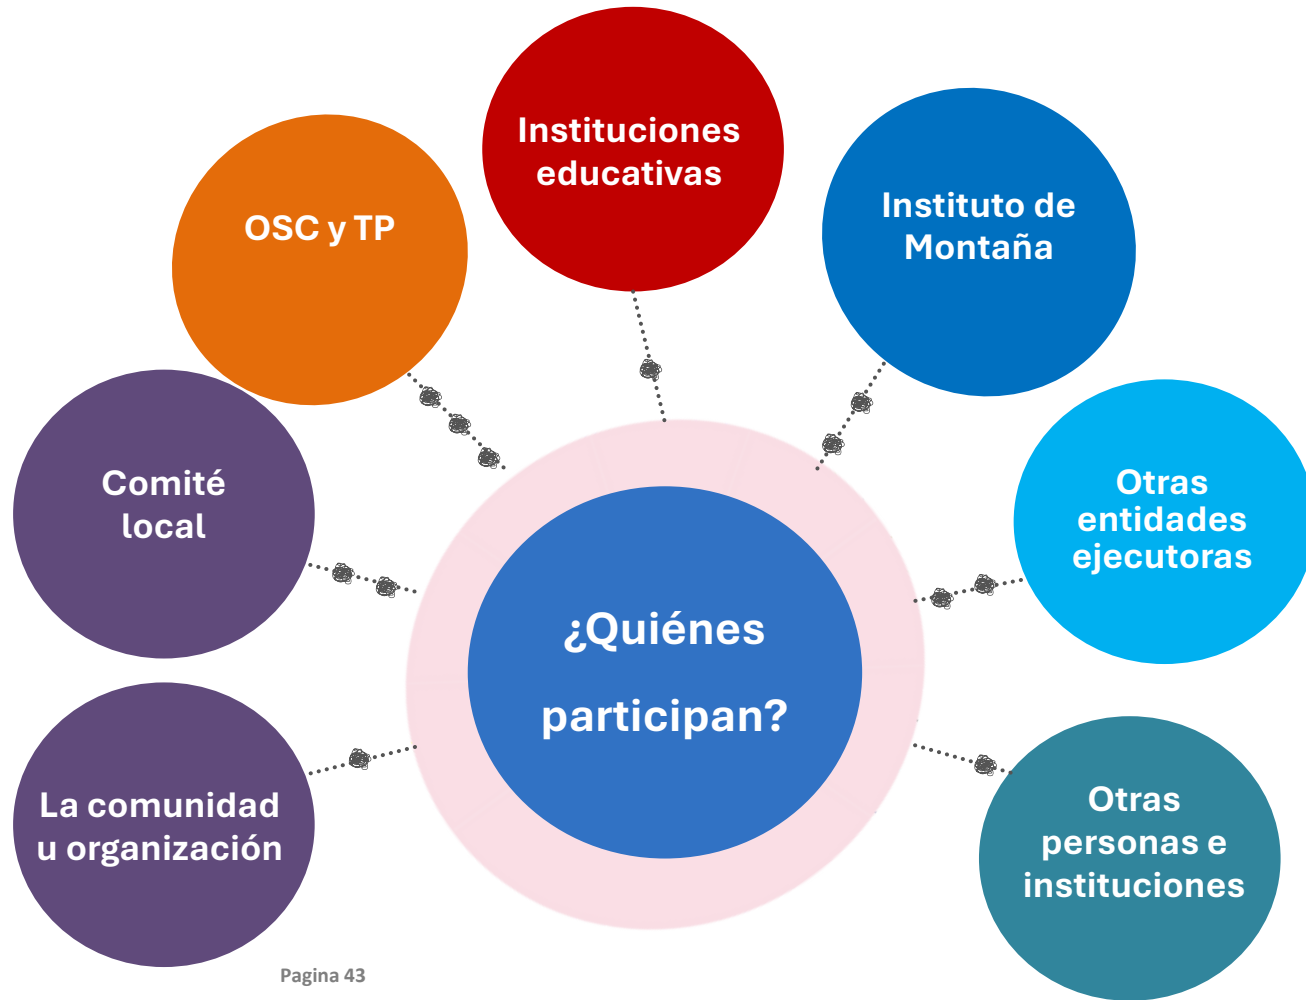 Instituciones
educativas
OSC y TP
Instituto de
Montaña
Comité
local
Otras
entidades
ejecutoras
¿Quiénes
participan?
La comunidad
u organización
Otras
personas e
instituciones
Pagina 43